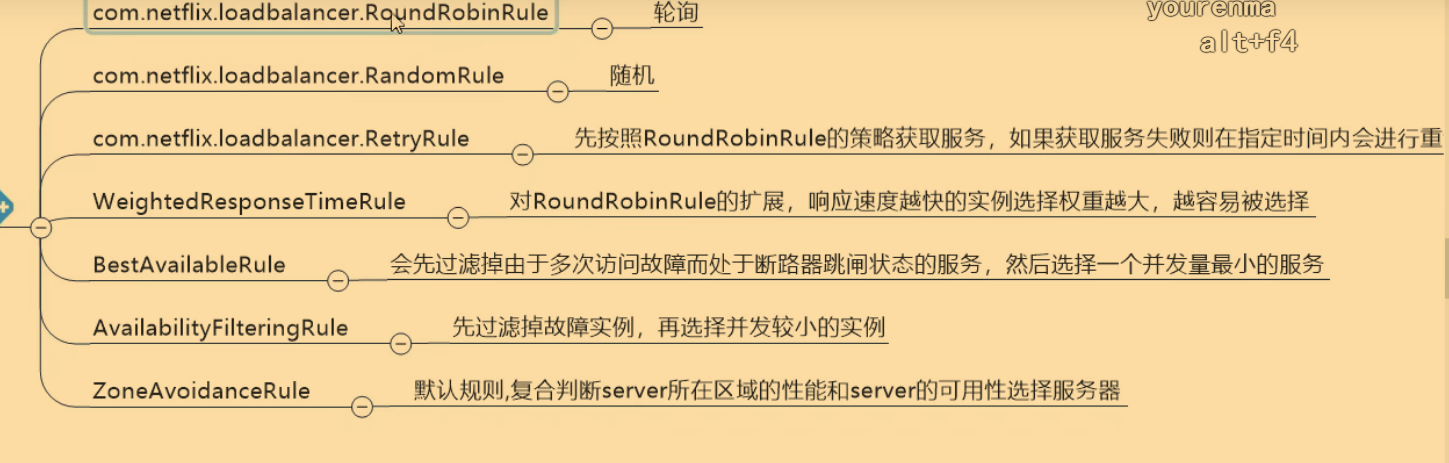 com.netflix.loadbalancer.RoundRobinRule 轮询
yourenma
alt+f4
com.netflix.loadbalancer.RandomRule 随机
com.netflix.loadbalancer.RetryRule 先按照RoundRobinRule的策略获取服务，如果获取服务失败则在指定时间内会进行重
WeightedResponseTimeRule 对RoundRobinRule的扩展，响应速度越快的实例选择权重越大，越容易被选择
BestAvailableRule 会先过滤掉由于多次访问故障而处于断路器跳闸状态的服务，然后选择一个并发量最小的服务
AvailabilityFilteringRule 先过滤掉故障实例，再选择并发较小的实例
ZoneAvoidanceRule 默认规则,复合判断server所在区域的性能和server的可用性选择服务器